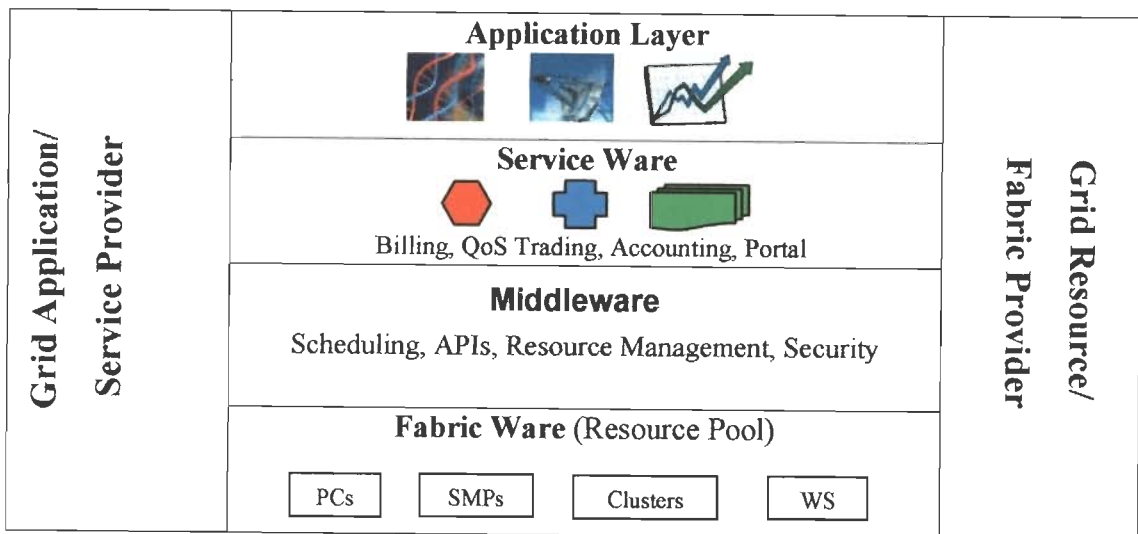 Grid Application/
Service Provider
Application Layer
Service Ware
Billing, QoS Trading, Accounting, Portal
Middleware
Scheduling, APIs, Resource Management, Security
Fabric Ware (Resource Pool)
PCs
SMPs
Clusters
WS
Grid Resource/
Fabric Provider